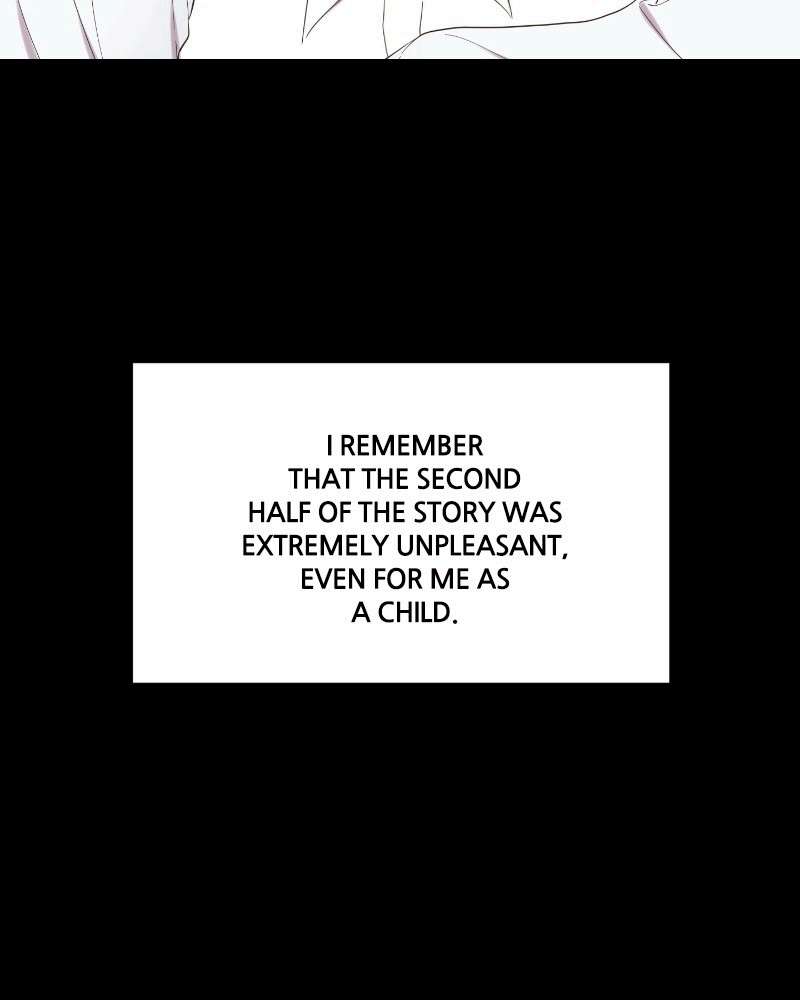 I REMEMBER
THAT THE SECOND
HALF OF THE STORY WAS
EXTREMELY UNPLEASANT,
EVEN FOR ME AS
A CHILD.